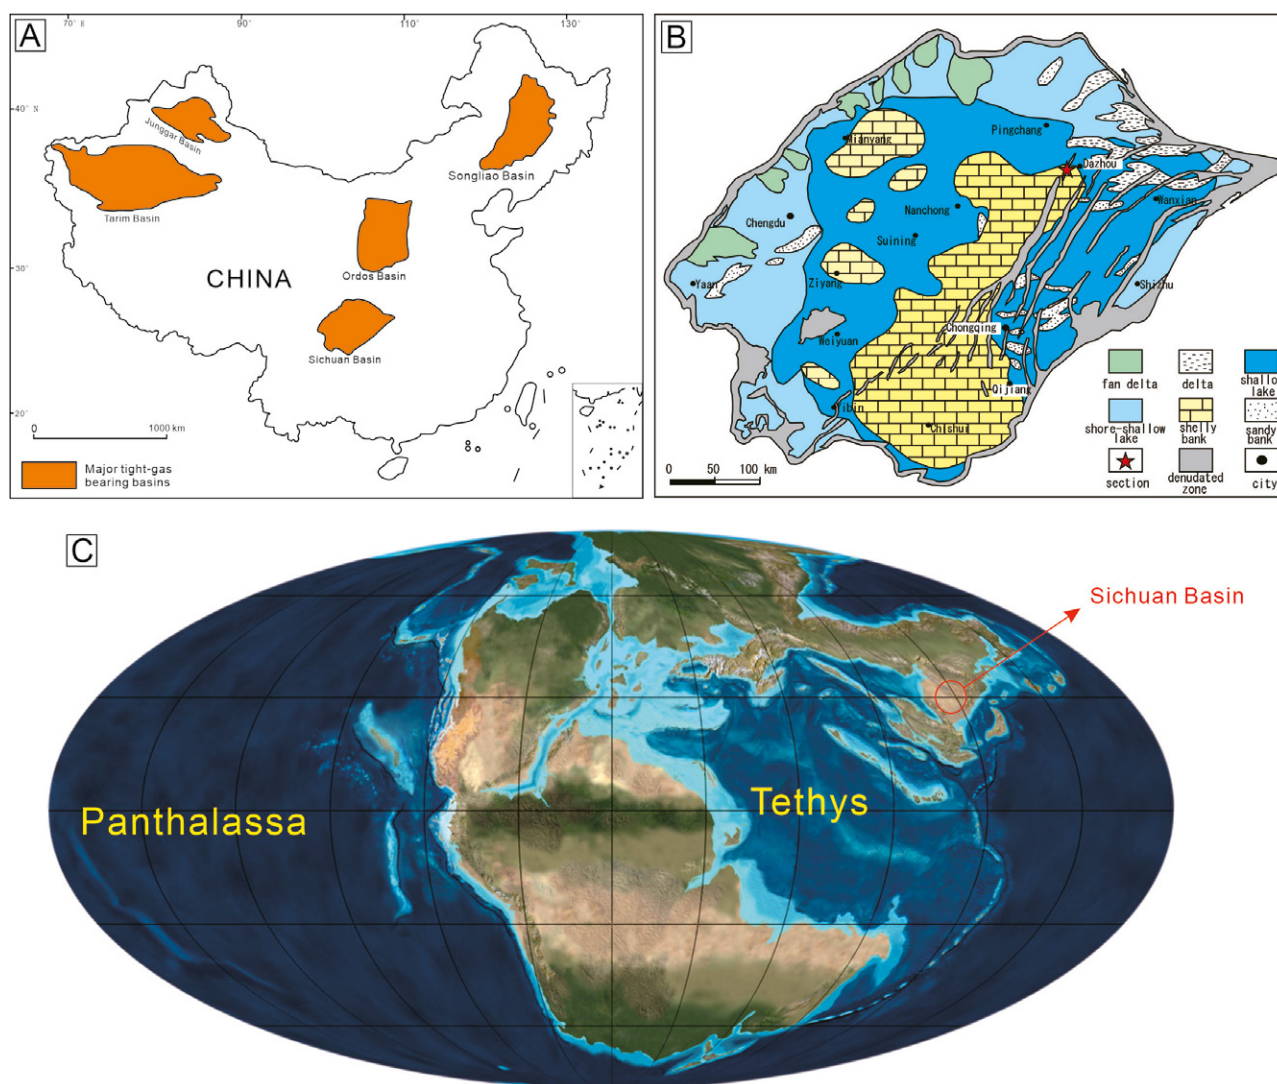 A
70° E
90°
110°
130°
40° N
30°
20°
Junggar Basin
Tarim Basin
Songliao Basin
Ordos Basin
CHINA
Sichuan Basin
0
1000 km
Major tight-gas
bearing basins
B
Mianyang
Pingchang
Dazhou
Wanxian
Nanchong
Chengdu
Suining
Yaan
Ziyang
Shizhu
Weiyuan
Chongqing
Qijiang
Yibin
Chishui
0 50 100 km
fan delta
delta
shallow
lake
shore-shallow
lake
shelly
bank
sandy
bank
section
denudated
zone
city
C
Sichuan Basin
Panthalassa
Tethys